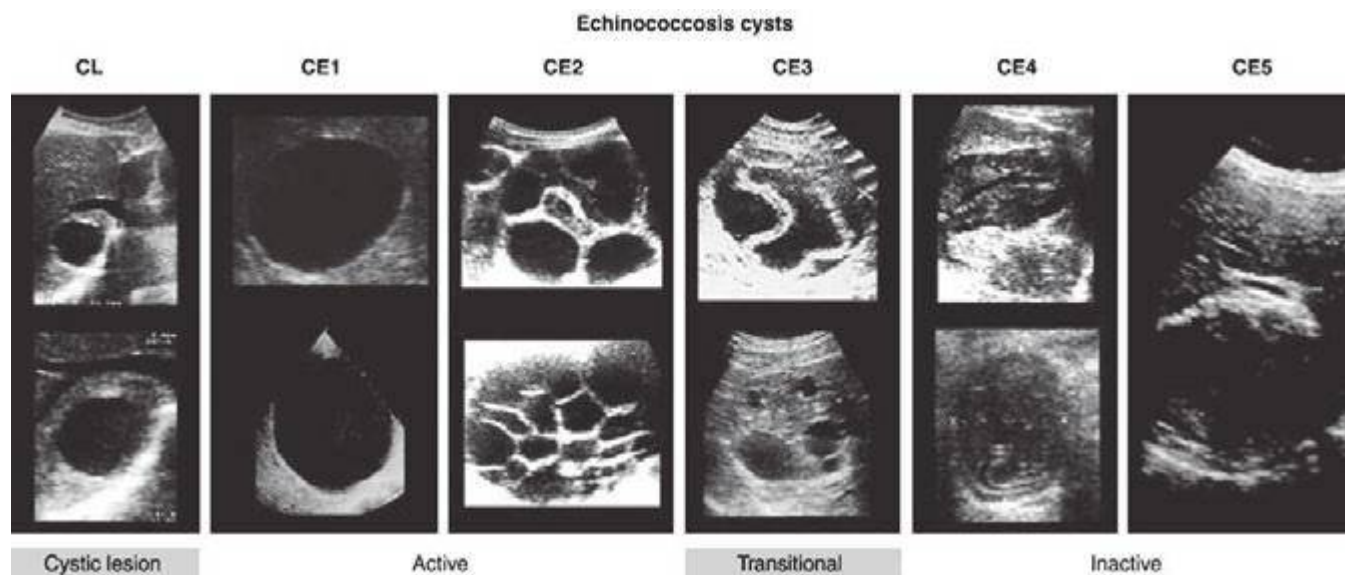 Echinococcosis cysts
CL CE1 CE2 CE3 CE4 CE5
Cystic lesion Active Transitional Inactive